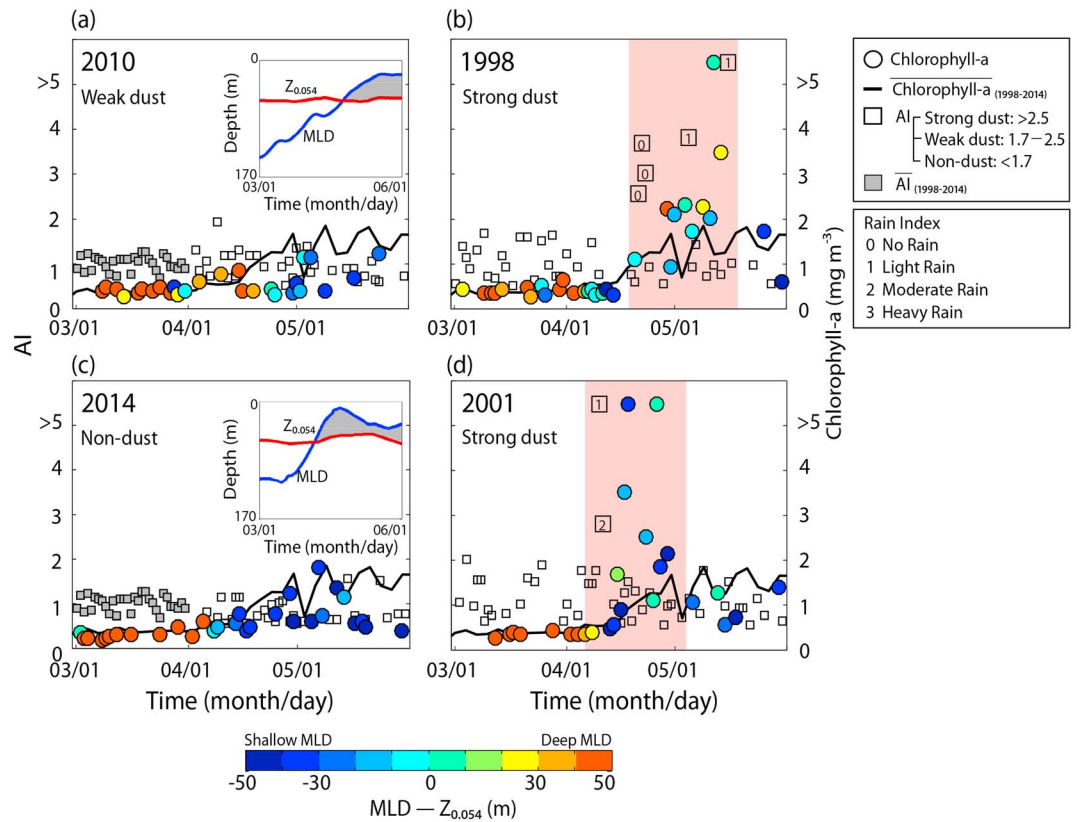 (a)
2010
Weak dust
0
Z0.054
MLD
Depth (m)
170
03/01
06/01
Time (month/day)
>5
4
3
2
1
0
03/01
04/01
05/01
(b)
1998
Strong dust
1
0
1
0
0
>5
4
3
2
1
0
03/01
04/01
05/01
Chlorophyll-a
Chlorophyll-a (1998-2014)
AI
Strong dust: >2.5
Weak dust: 1.7–2.5
Non-dust: <1.7
AI (1998-2014)
Rain Index
0 No Rain
1 Light Rain
2 Moderate Rain
3 Heavy Rain
AI
Chlorophyll-a (mg m-3)
(c)
2014
Non-dust
0
Z0.054
MLD
Depth (m)
170
03/01
06/01
Time (month/day)
>5
4
3
2
1
0
03/01
04/01
05/01
Time (month/day)
(d)
2001
Strong dust
1
2
>5
4
3
2
1
0
03/01
04/01
05/01
Time (month/day)
Shallow MLD
Deep MLD
-50
-30
0
30
50
MLD — Z0.054 (m)